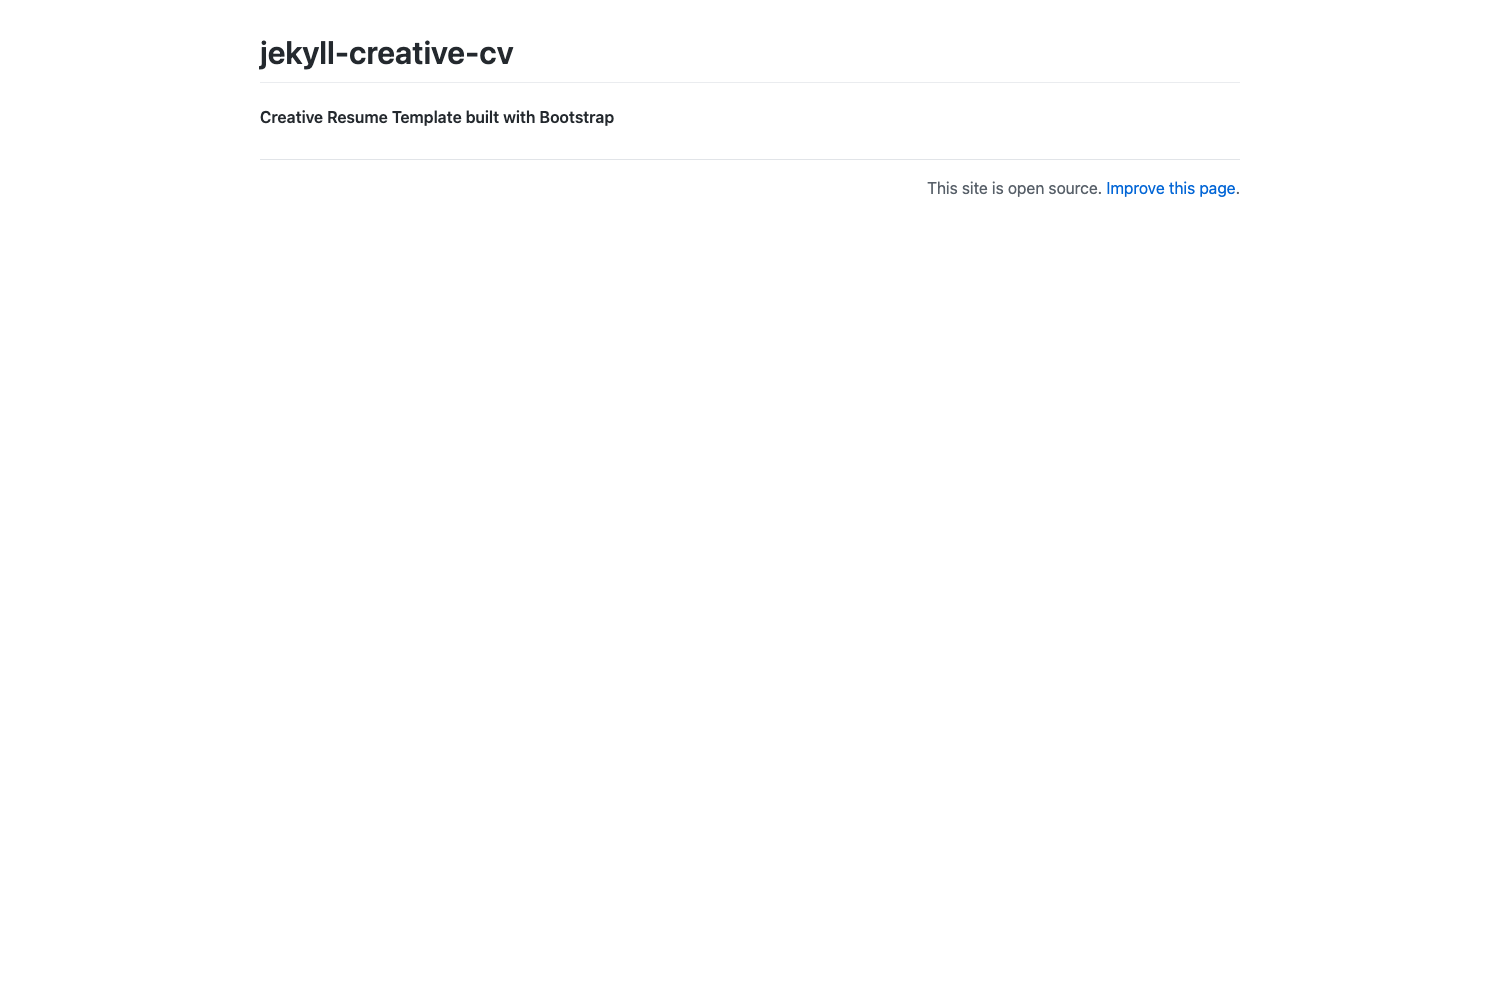 jekyll-creative-cv
Creative Resume Template built with Bootstrap
This site is open source. Improve this page.